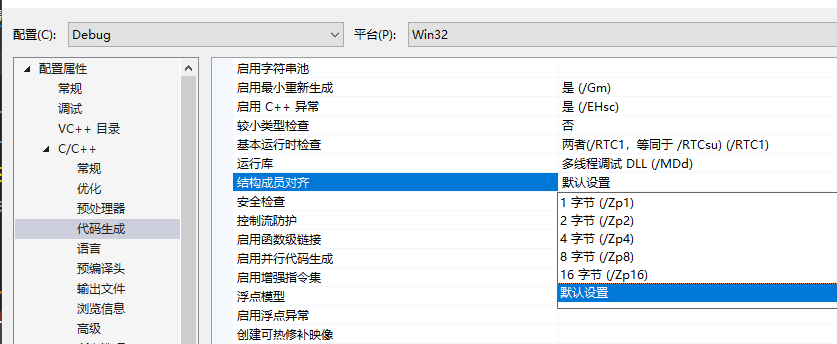 配置(C): Debug 平台(P): Win32
配置属性
常规
调试
VC++ 目录
C/C++
常规
优化
预处理器
代码生成
语言
预编译头
输出文件
浏览信息
高级
启用字符串池
启用最小重新生成 是 (/Gm)
启用 C++ 异常 是 (/EHsc)
较小类型检查 否
基本运行时检查 两者(/RTC1，等同于 /RTCsu) (/RTC1)
运行库 多线程调试 DLL (/MDd)
结构成员对齐 默认设置
安全检查
控制流防护
启用函数级链接
启用并行代码生成
启用增强指令集
浮点模型
启用浮点异常
创建可热修补映像
1 字节 (/Zp1)
2 字节 (/Zp2)
4 字节 (/Zp4)
8 字节 (/Zp8)
16 字节 (/Zp16)
默认设置